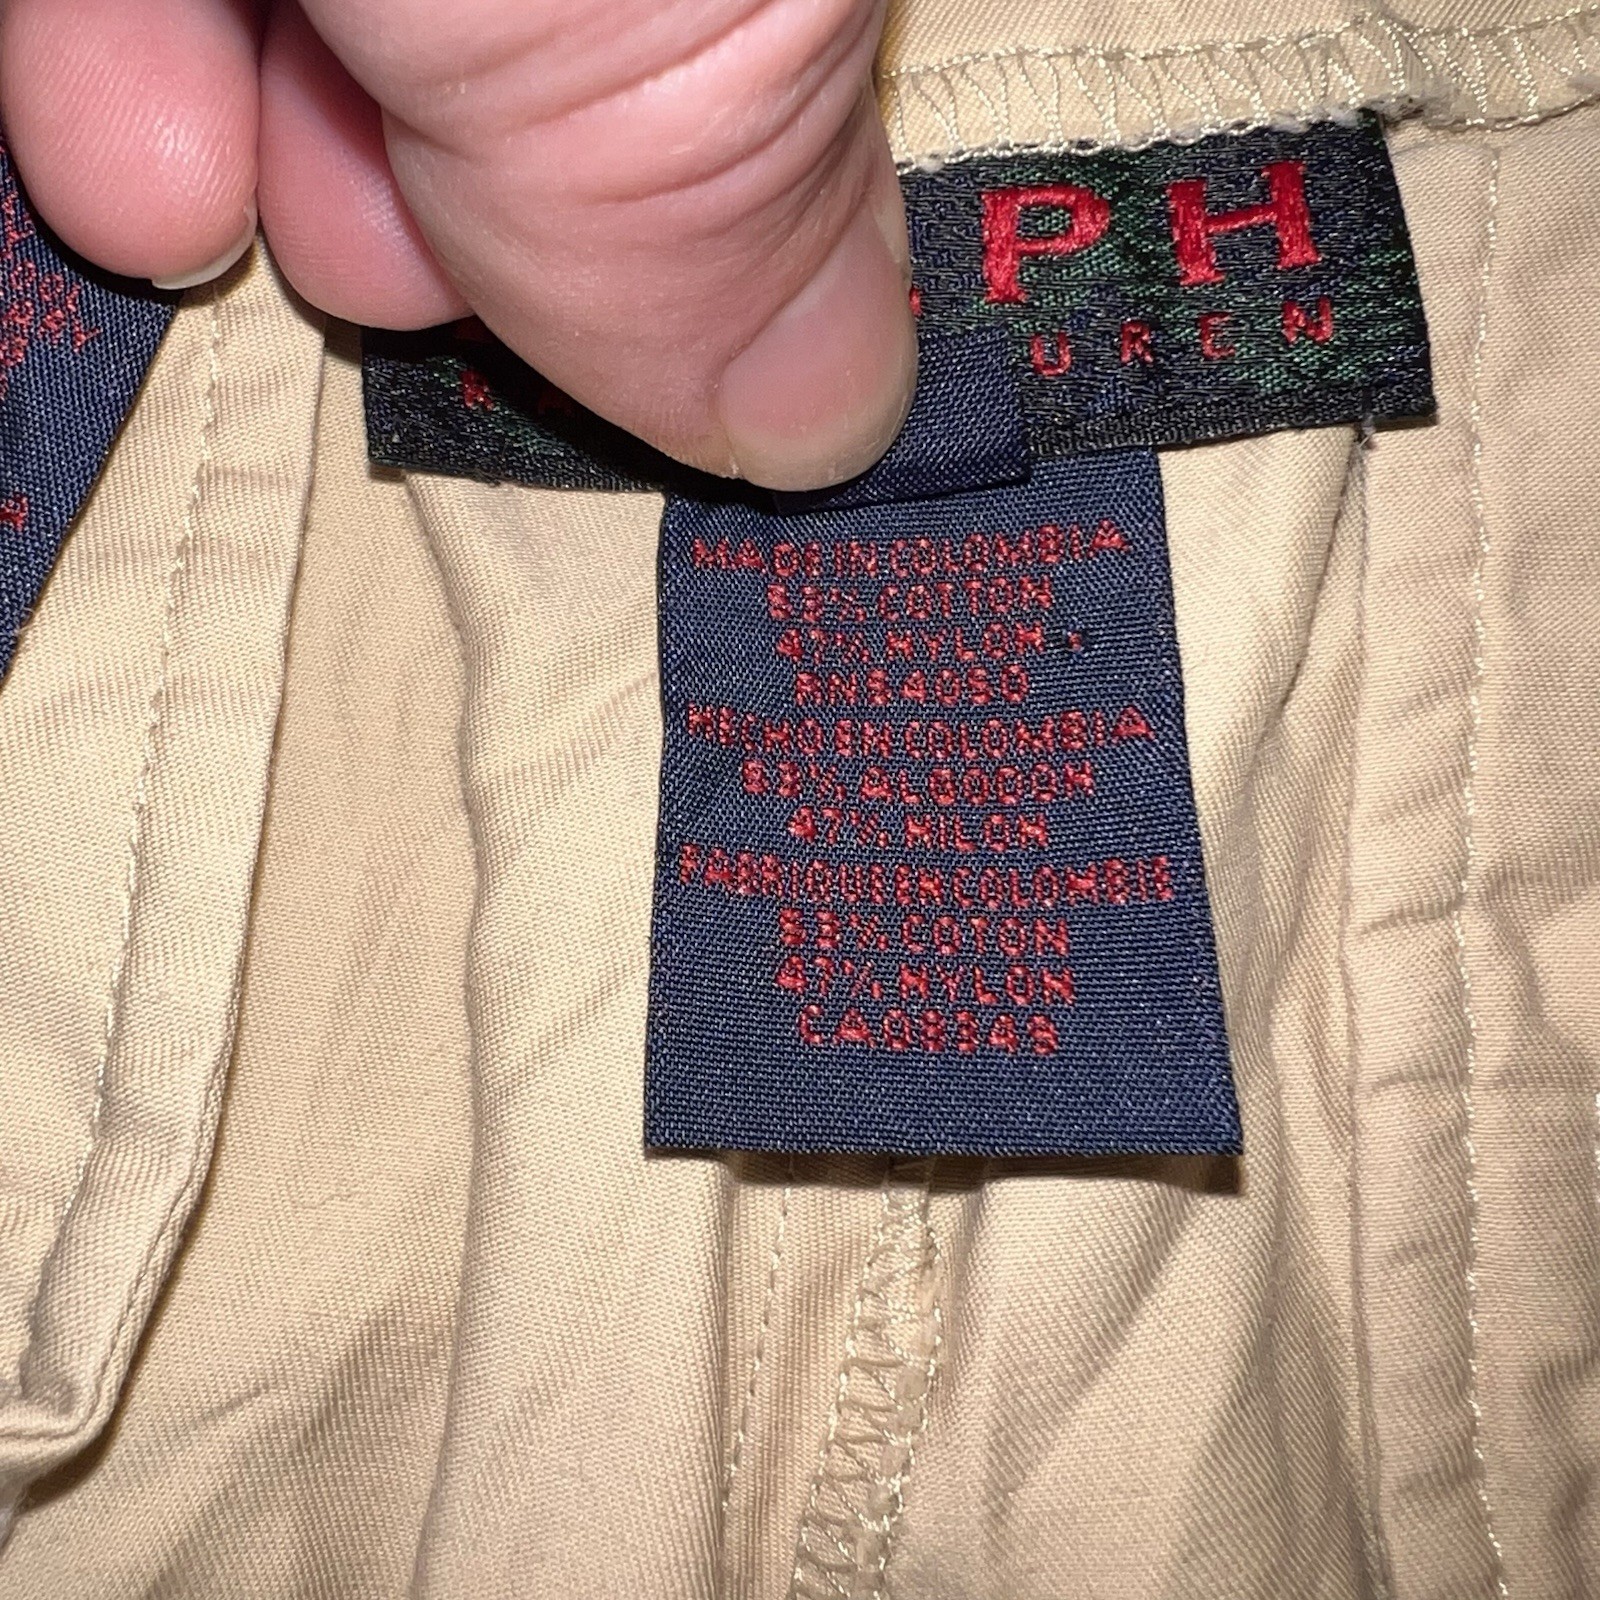 PH
UREN
MADE IN COLOMBIA
53% COTTON
47% NYLON
RN54050
HECHO EN COLOMBIA
53% ALGODON
47% NILON
FABRIQUE EN COLOMBIE
53% COTON
47% NYLON
CA08348